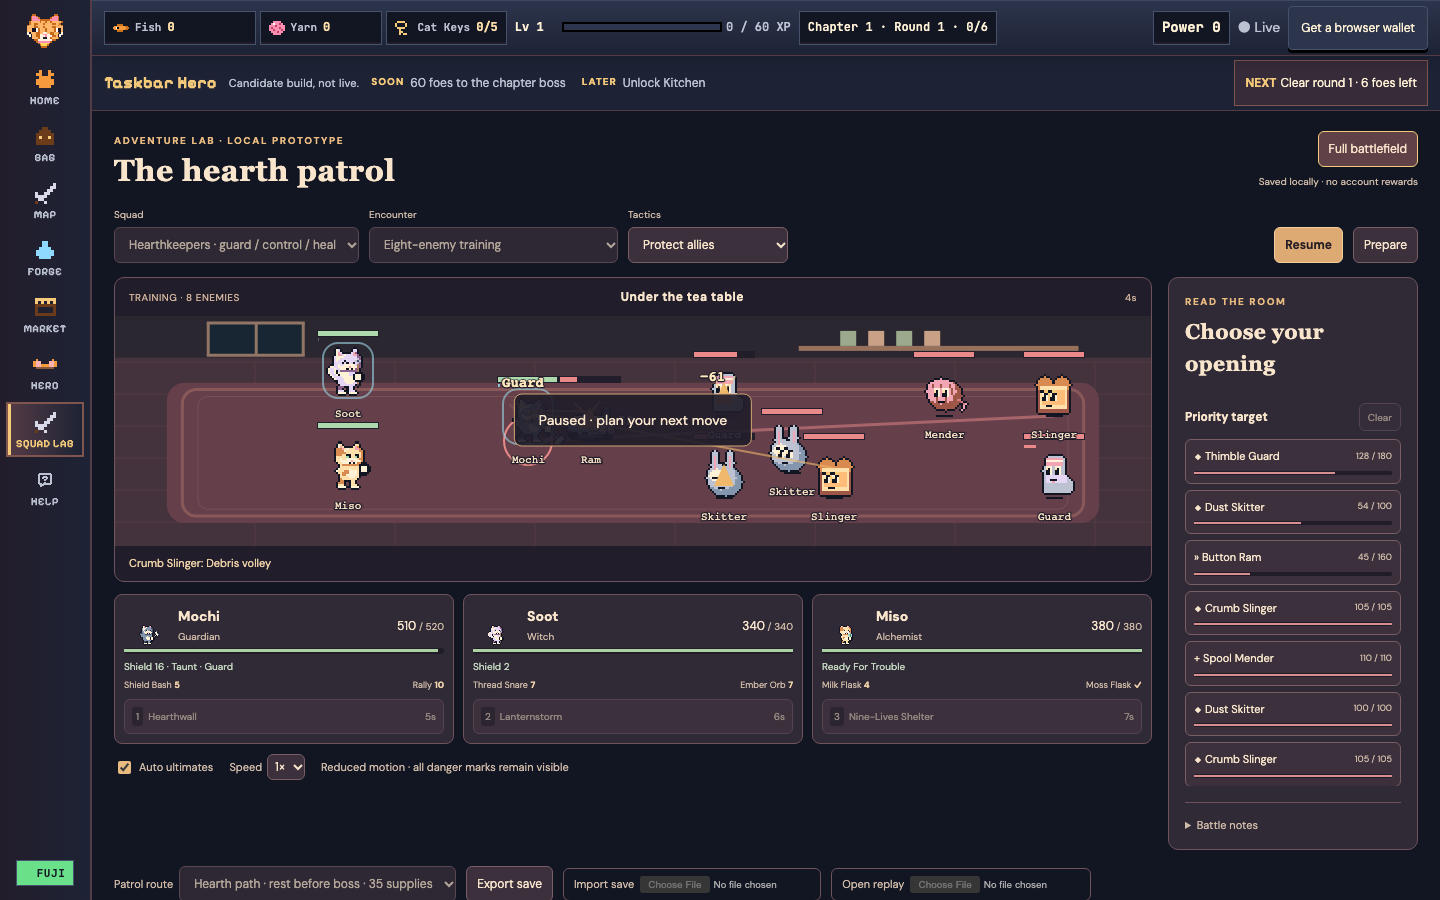 Fish 0
Yarn 0
Cat Keys 0/5
Lv 1
0 / 60 XP
Chapter 1 · Round 1 · 0/6
Power 0
Live
Get a browser wallet
Taskbar Hero
Candidate build, not live.
SOON 60 foes to the chapter boss
LATER Unlock Kitchen
NEXT Clear round 1 · 6 foes left
HOME
BAG
MAP
FORGE
MARKET
HERO
SQUAD LAB
HELP
FUJI
ADVENTURE LAB · LOCAL PROTOTYPE
The hearth patrol
Full battlefield
Saved locally · no account rewards
Squad
Encounter
Tactics
Hearthkeepers · guard / control / heal
Eight-enemy training
Protect allies
Resume
Prepare
TRAINING · 8 ENEMIES
Under the tea table
4s
Soot
Guard
-61
Paused · plan your next move
Guard
Mender
Slinger
Mochi
Ram
Miso
Skitter
Skitter
Slinger
Guard
Crumb Slinger: Debris volley
Mochi
Guardian
510 / 520
Shield 16 · Taunt · Guard
Shield Bash 5
Rally 10
1 Hearthwall
5s
Soot
Witch
340 / 340
Shield 2
Thread Snare 7
Ember Orb 7
2 Lanternstorm
6s
Miso
Alchemist
380 / 380
Ready For Trouble
Milk Flask 4
Moss Flask ✓
3 Nine-Lives Shelter
7s
Auto ultimates
Speed
1×
Reduced motion · all danger marks remain visible
READ THE ROOM
Choose your
opening
Priority target
Clear
◆ Thimble Guard 128 / 180
◆ Dust Skitter 54 / 100
» Button Ram 45 / 160
◆ Crumb Slinger 105 / 105
+ Spool Mender 110 / 110
◆ Dust Skitter 100 / 100
◆ Crumb Slinger 105 / 105
▶ Battle notes
Patrol route
Hearth path · rest before boss · 35 supplies
Export save
Import save
Choose File
No file chosen
Open replay
Choose File
No file chosen